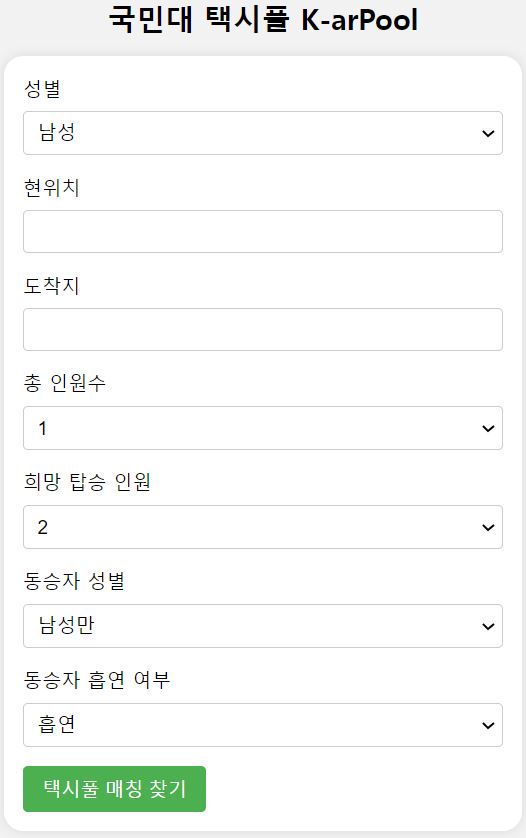 국민대 택시풀 K-arPool
성별
남성
현위치
도착지
총 인원수
1
희망 탑승 인원
2
동승자 성별
남성만
동승자 흡연 여부
흡연
택시풀 매칭 찾기